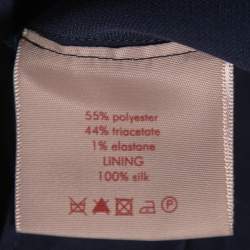 55% polyester
44% triacetate
1% elastane
LINING
100% silk
P